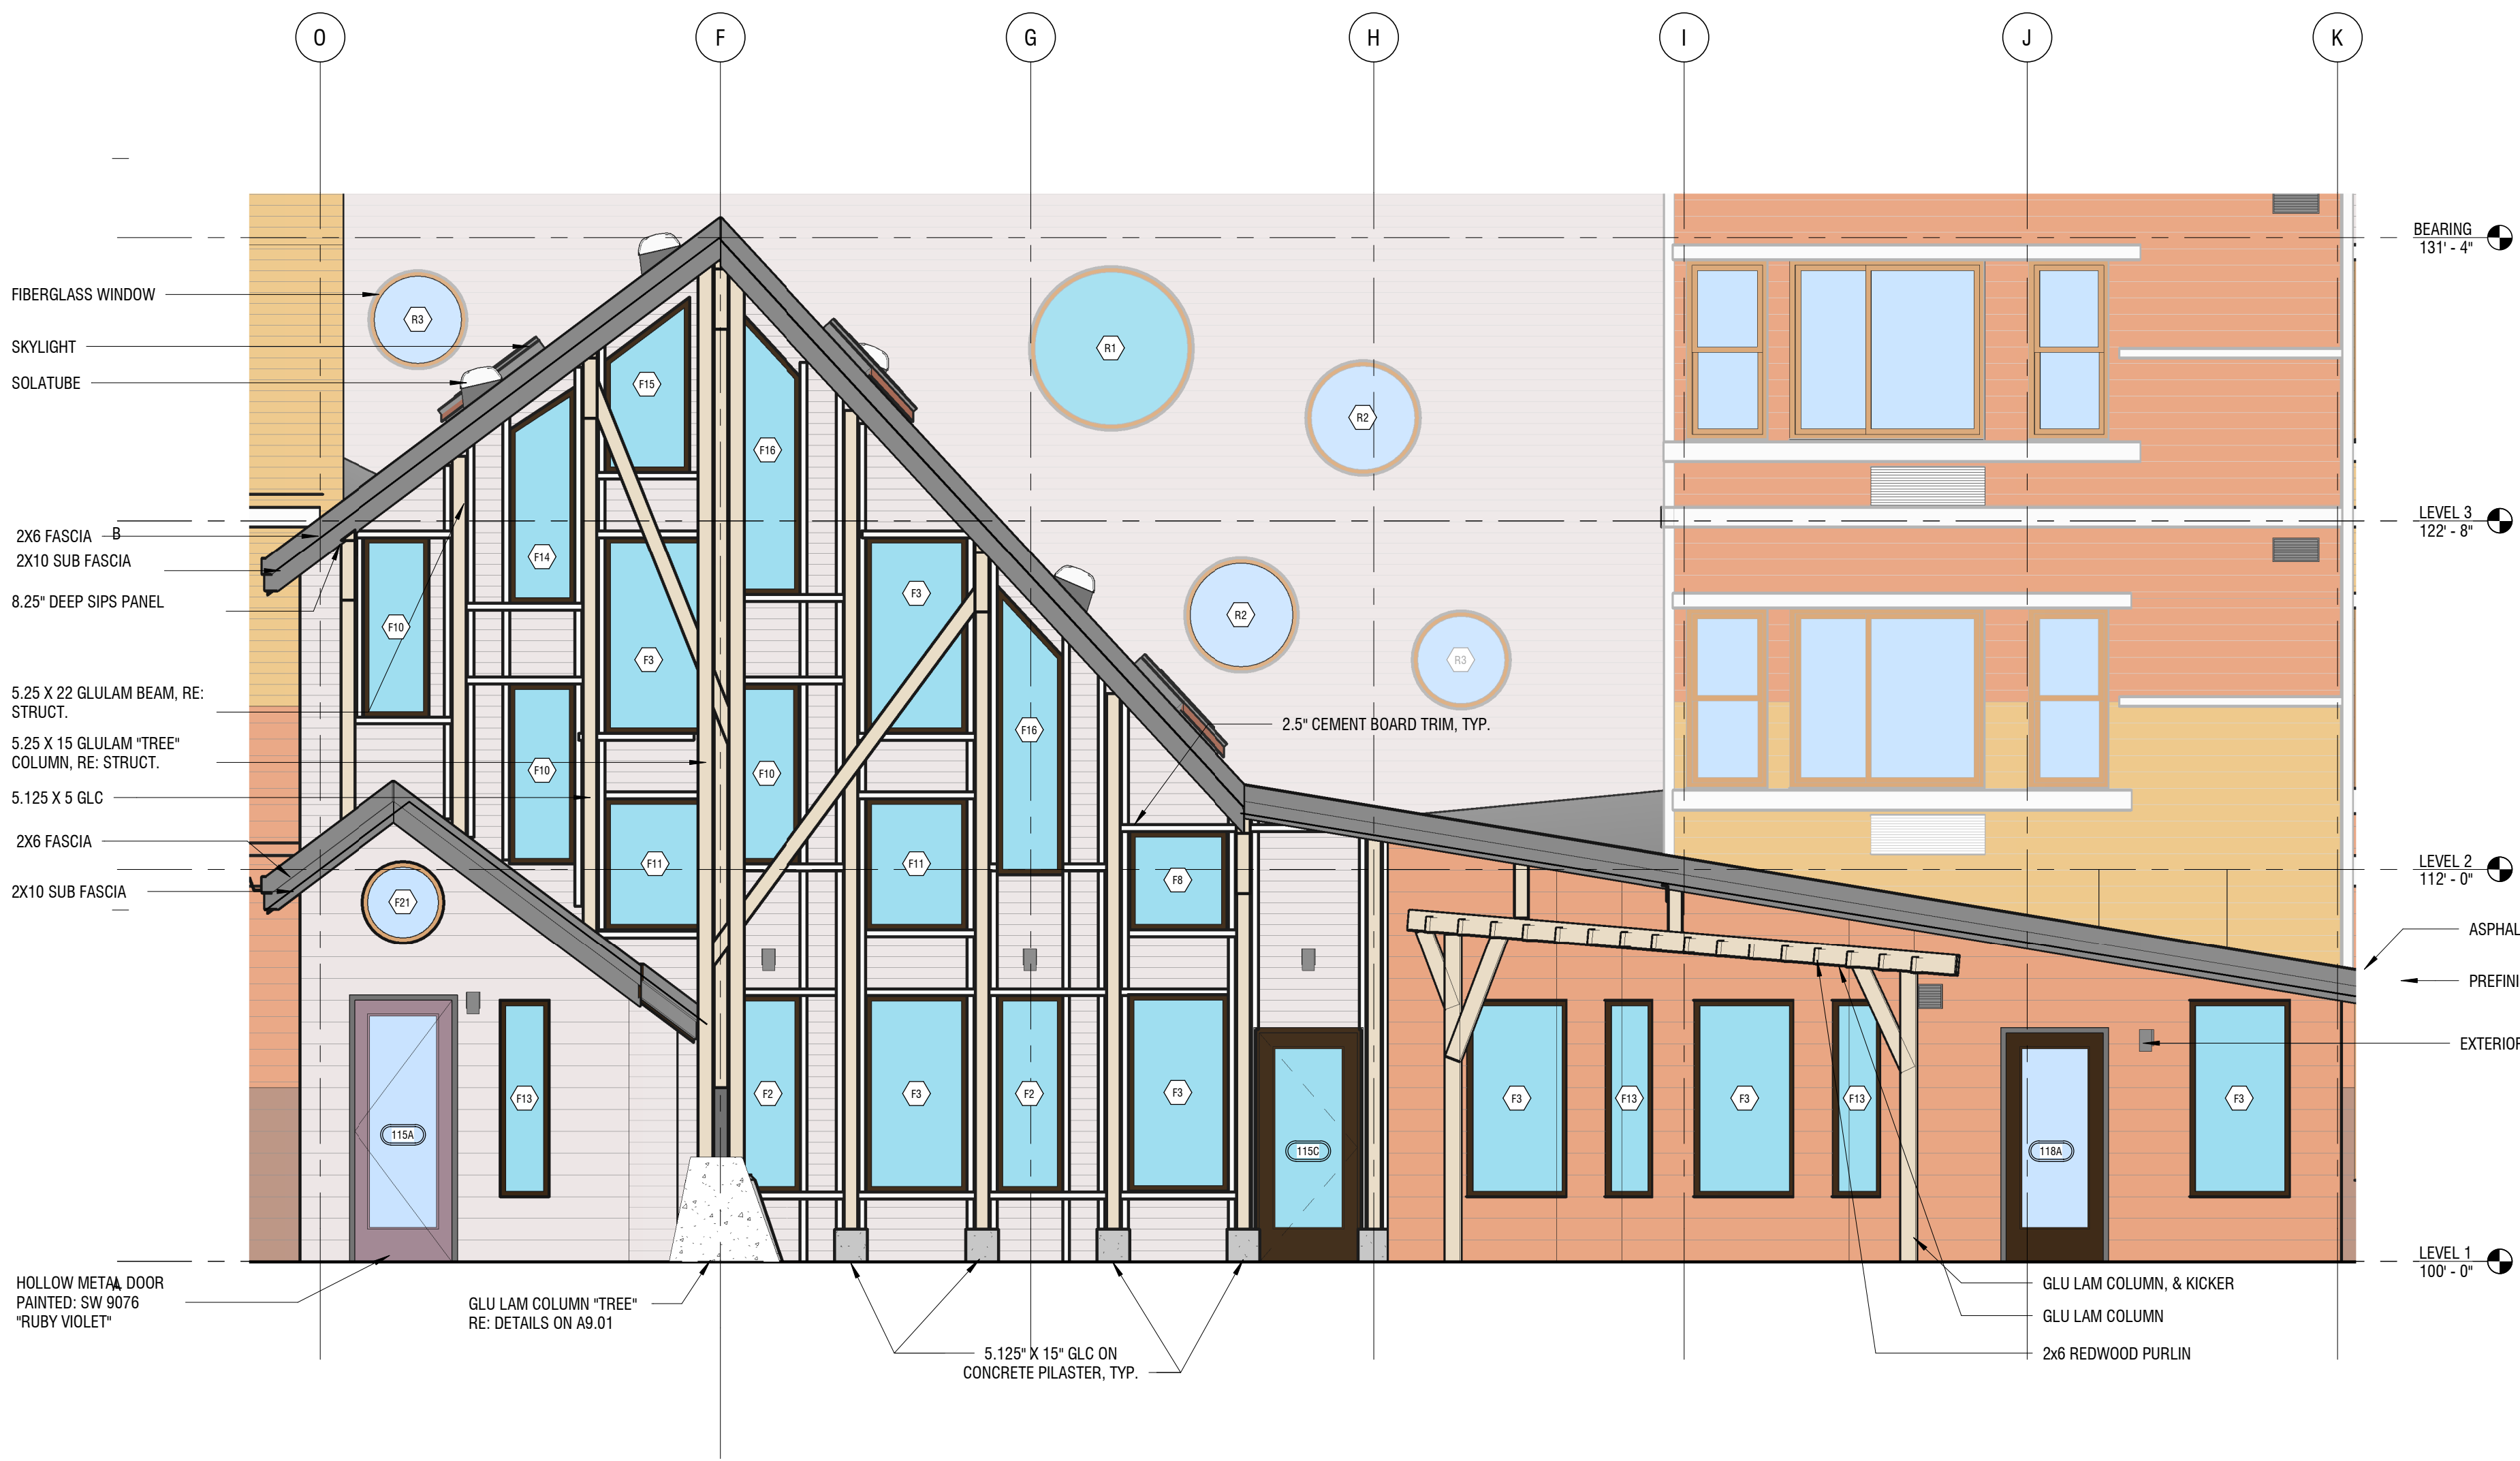 O F G H I J K
BEARING
131' - 4"
FIBERGLASS WINDOW
R3
SKYLIGHT
R1
SOLATUBE
F15
R2
F16
LEVEL 3
122' - 8"
2X6 FASCIA
B
2X10 SUB FASCIA
F14
8.25" DEEP SIPS PANEL
F3
R2
F10
F3
R3
5.25 X 22 GLULAM BEAM, RE:
STRUCT.
F16
2.5" CEMENT BOARD TRIM, TYP.
5.25 X 15 GLULAM "TREE"
COLUMN, RE: STRUCT.
F10
F10
5.125 X 5 GLC
2X6 FASCIA
F11
F11
F8
LEVEL 2
112' - 0"
2X10 SUB FASCIA
F21
ASPHAL
PREFINI
EXTERIOR
F13
F2
F3
F2
F3
F3
F13
F3
F13
F3
115A
115C
118A
LEVEL 1
100' - 0"
HOLLOW METAL DOOR
A
PAINTED: SW 9076
"RUBY VIOLET"
GLU LAM COLUMN "TREE"
RE: DETAILS ON A9.01
5.125" X 15" GLC ON
CONCRETE PILASTER, TYP.
GLU LAM COLUMN, & KICKER
GLU LAM COLUMN
2x6 REDWOOD PURLIN